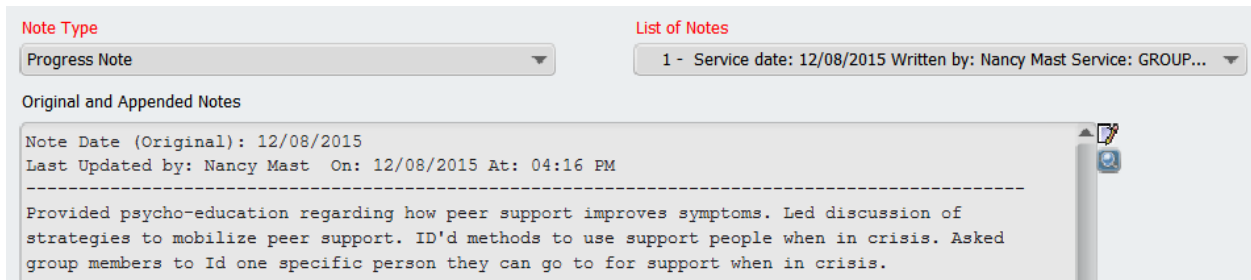 Note Type
List of Notes
Progress Note
1 - Service date: 12/08/2015 Written by: Nancy Mast Service: GROUP...
Original and Appended Notes
Note Date (Original): 12/08/2015
Last Updated by: Nancy Mast On: 12/08/2015 At: 04:16 PM
-----------------------------------------------------------------------------------------------
Provided psycho-education regarding how peer support improves symptoms. Led discussion of
strategies to mobilize peer support. ID'd methods to use support people when in crisis. Asked
group members to Id one specific person they can go to for support when in crisis.